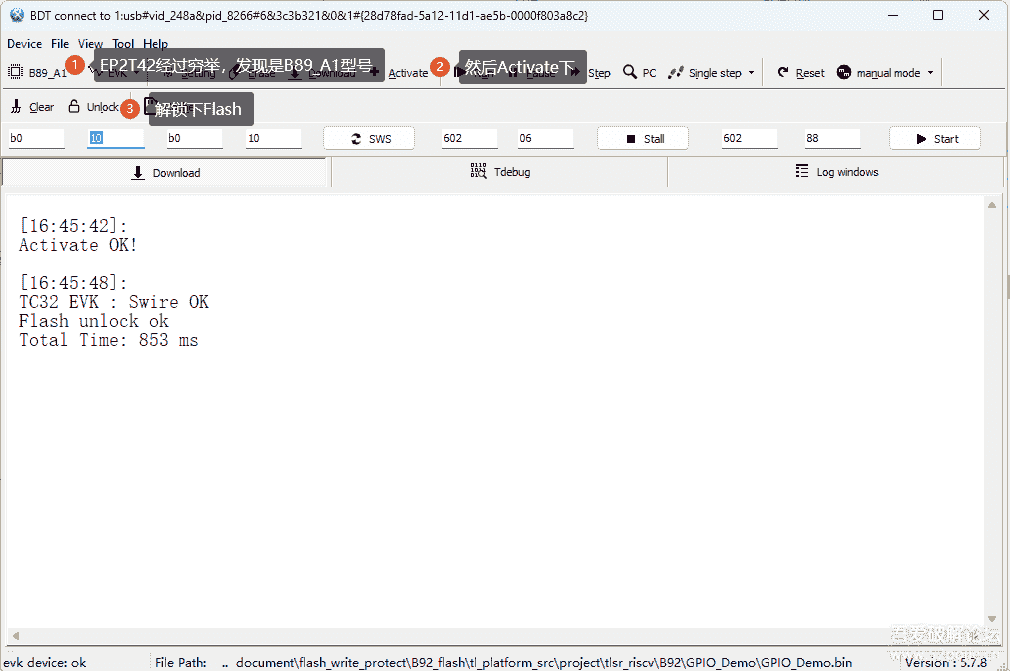 BDT connect to 1:usb#vid_248a&pid_8266#6&3c3b321&0&1#{28d78fad-5a12-11d1-ae5b-0000f803a8c2}
Device File View Tool Help
B89_A1 1 EP2T42经过穷举，发现是B89_A1型号 Activate 2 然后Activate下 Step PC Single step Reset manual mode
Clear Unlock 3 解锁下Flash
b0 10 b0 10 SWS 602 06 Stall 602 88 Start
Download Tdebug Log windows
[16:45:42]:
Activate OK!
[16:45:48]:
TC32 EVK : Swire OK
Flash unlock ok
Total Time: 853 ms
evk device: ok File Path: .. document\flash_write_protect\B92_flash\tl_platform_src\project\tlsr_riscv\B92\GPIO_Demo\GPIO_Demo.bin Version : 5.7.8